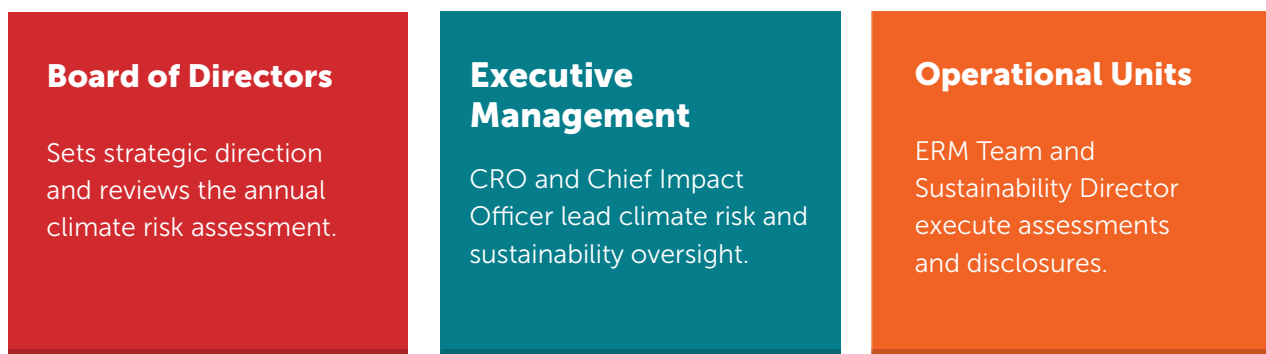 Board of Directors
Sets strategic direction
and reviews the annual
climate risk assessment.
Executive
Management
CRO and Chief Impact
Officer lead climate risk and
sustainability oversight.
Operational Units
ERM Team and
Sustainability Director
execute assessments
and disclosures.